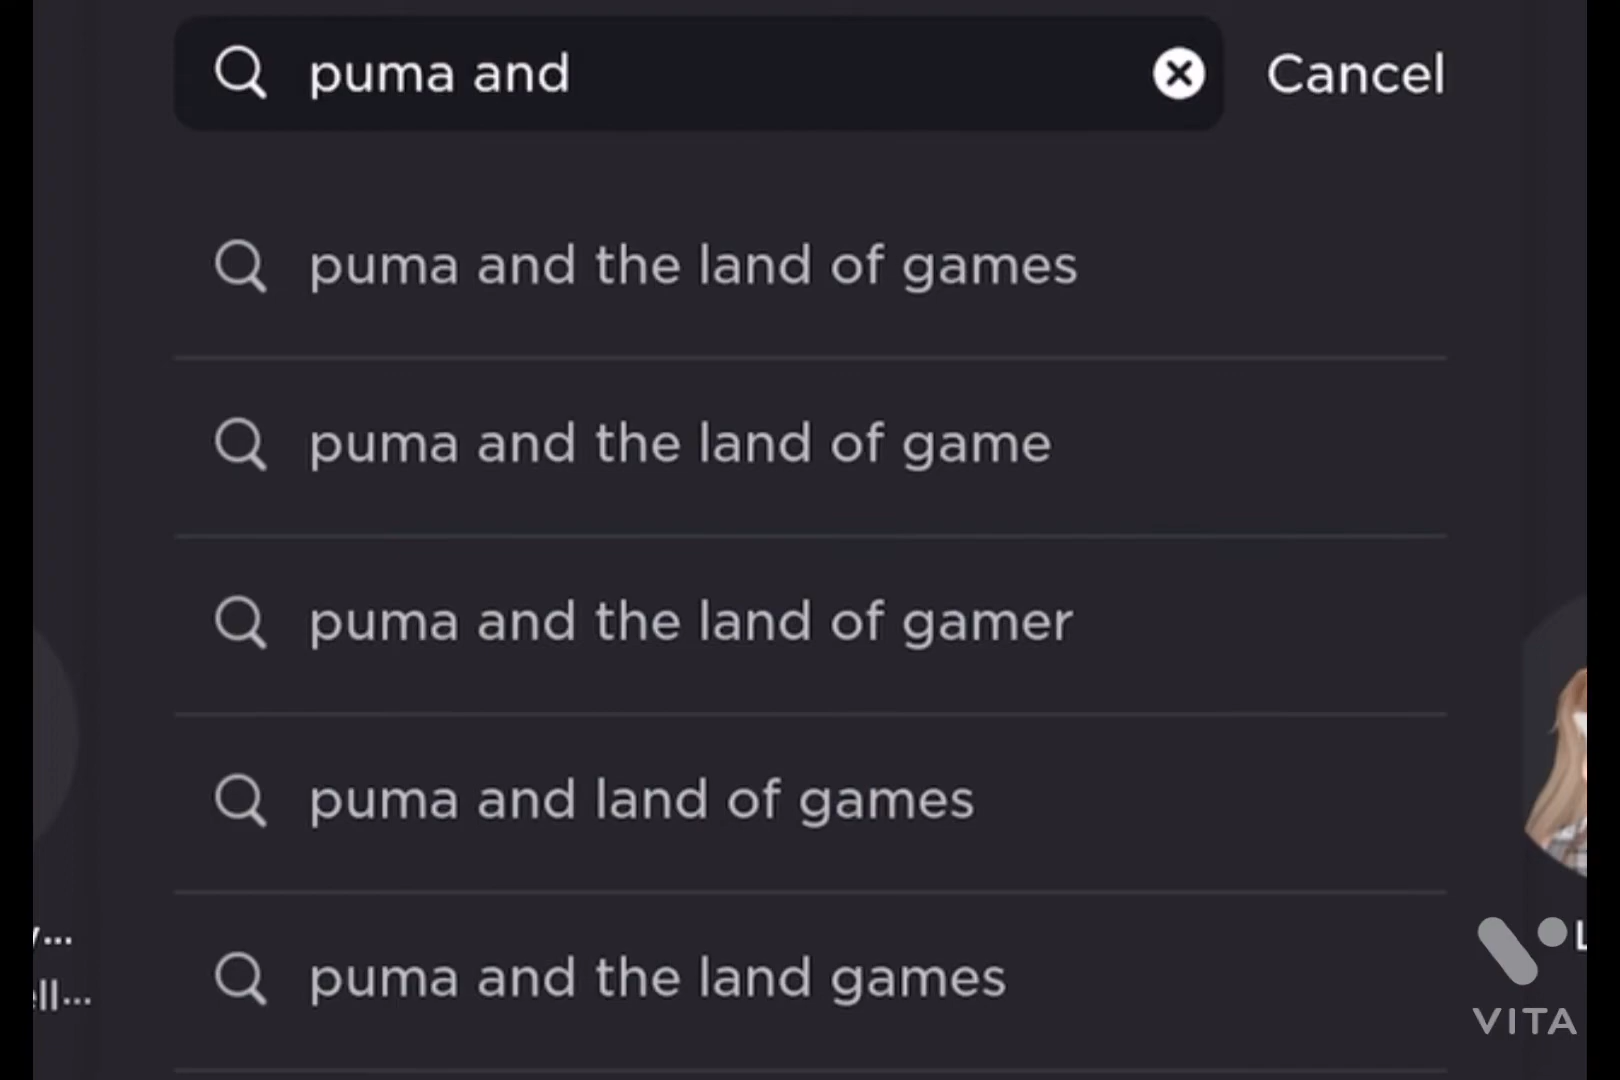 puma and
Cancel
puma and the land of games
puma and the land of game
puma and the land of gamer
puma and land of games
puma and the land games
...
ell...
L
VITA